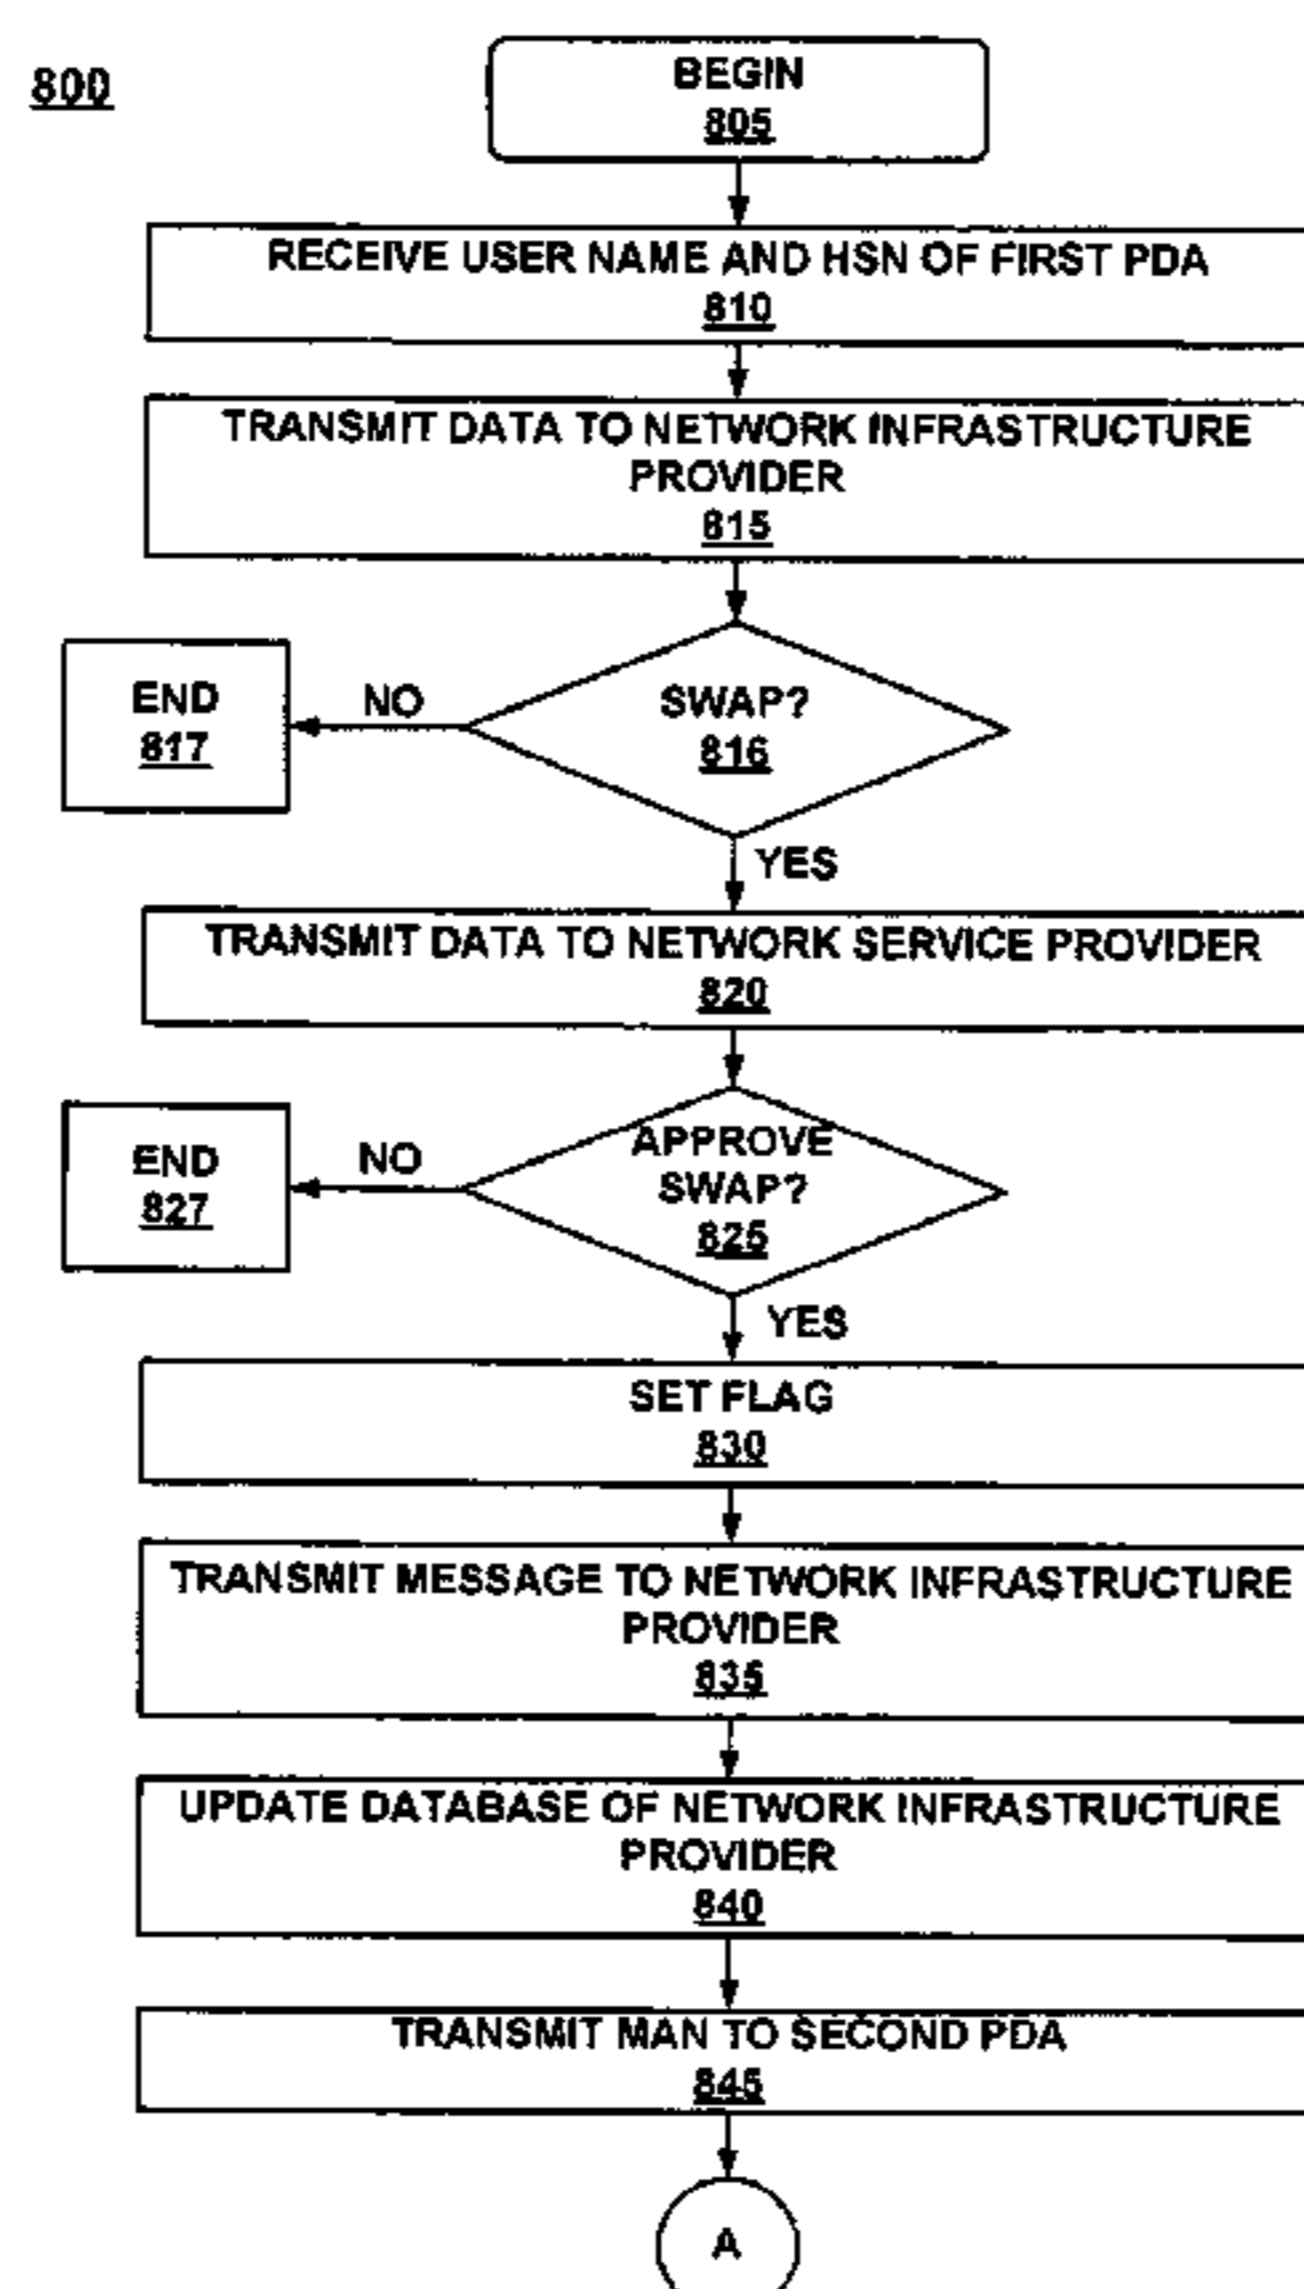 800
BEGIN
805
RECEIVE USER NAME AND HSN OF FIRST PDA
810
TRANSMIT DATA TO NETWORK INFRASTRUCTURE
PROVIDER
815
SWAP?
816
NO
END
817
YES
TRANSMIT DATA TO NETWORK SERVICE PROVIDER
820
APPROVE
SWAP?
825
NO
END
827
YES
SET FLAG
830
TRANSMIT MESSAGE TO NETWORK INFRASTRUCTURE
PROVIDER
835
UPDATE DATABASE OF NETWORK INFRASTRUCTURE
PROVIDER
840
TRANSMIT MAN TO SECOND PDA
845
A